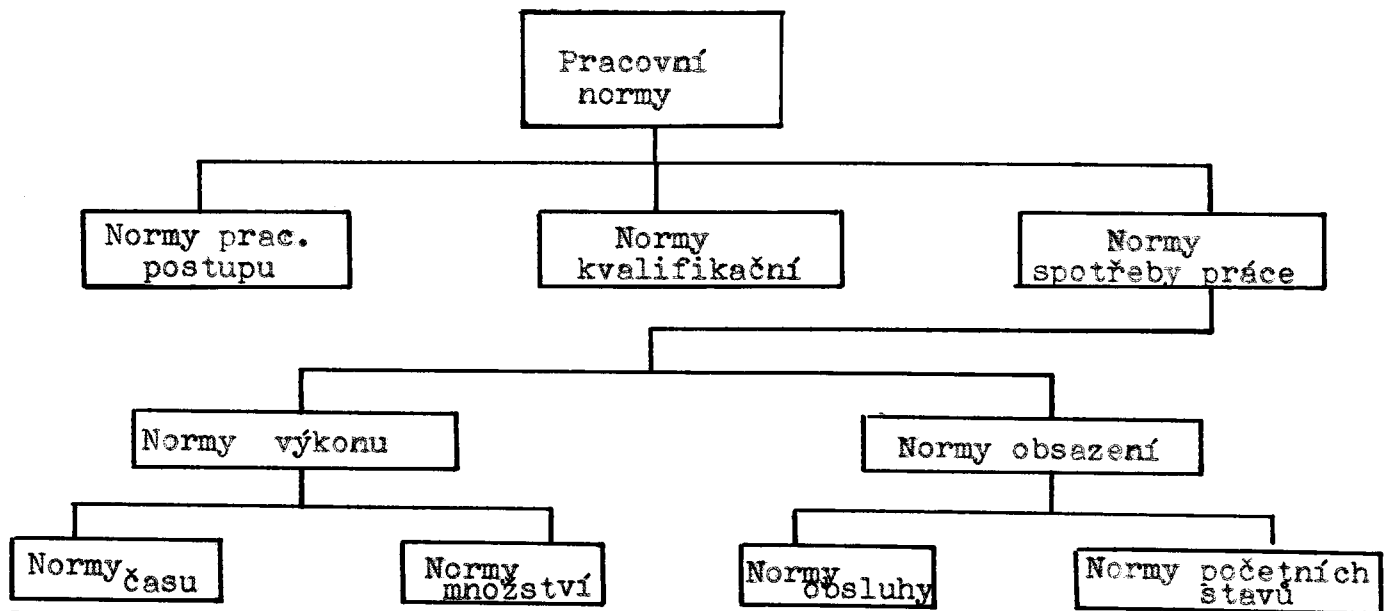 Pracovní
normy
Normy prac.
postupu
Normy
kvalifikační
Normy
spotřeby práce
Normy výkonu
Normy obsazení
Normy
času
Normy
množství
Normy
obsluhy
Normy početních
stavů